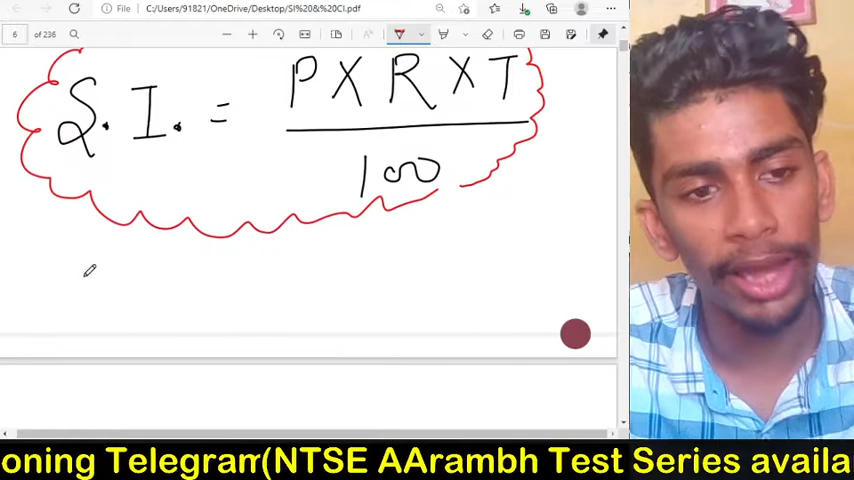 File
C:/Users/91821/OneDrive/Desktop/SI%20&%20CI.pdf
6 of 236
S.I. = P X R X T
100
oning Telegram(NTSE AArambh Test Series availa